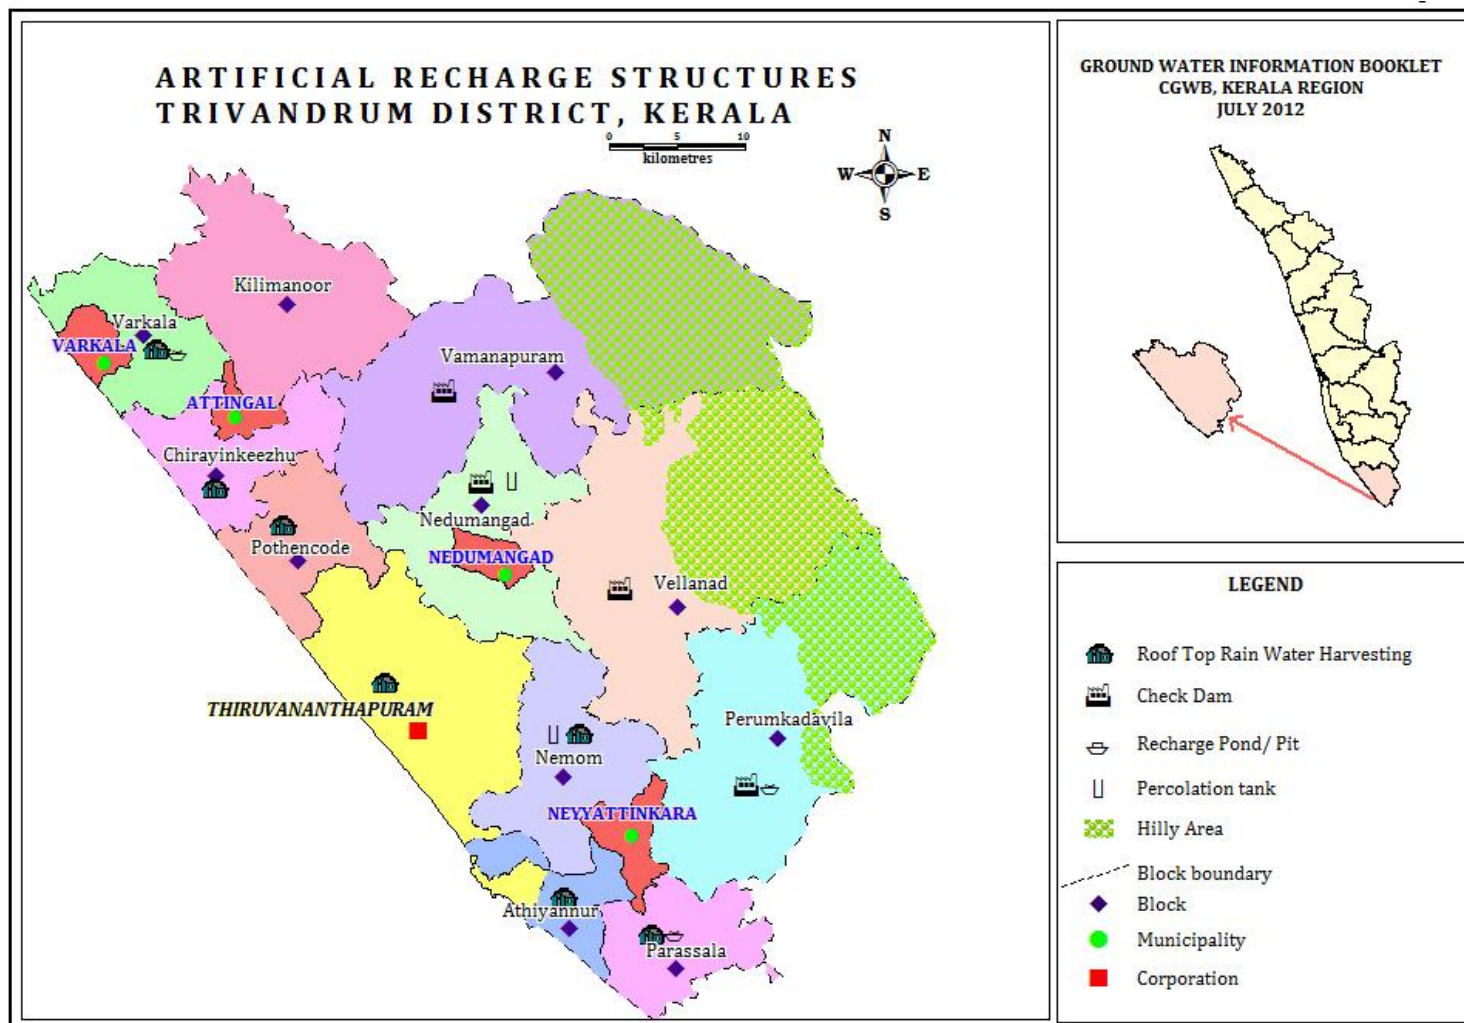 ARTIFICIAL RECHARGE STRUCTURES
TRIVANDRUM DISTRICT, KERALA
0 5 10
kilometres
N
W E
S
Kilimanoor
Varkala
VARKALA
Vamanapuram
ATTINGAL
Chirayinkeezhu
Nedumangad
Pothencode
NEDUMANGAD
Vellanad
THIRUVANANTHAPURAM
Perumkadavila
Nemom
NEYYATTINKARA
Athiyannur
Parassala
GROUND WATER INFORMATION BOOKLET
CGWB, KERALA REGION
JULY 2012
LEGEND
Roof Top Rain Water Harvesting
Check Dam
Recharge Pond/ Pit
Percolation tank
Hilly Area
Block boundary
Block
Municipality
Corporation